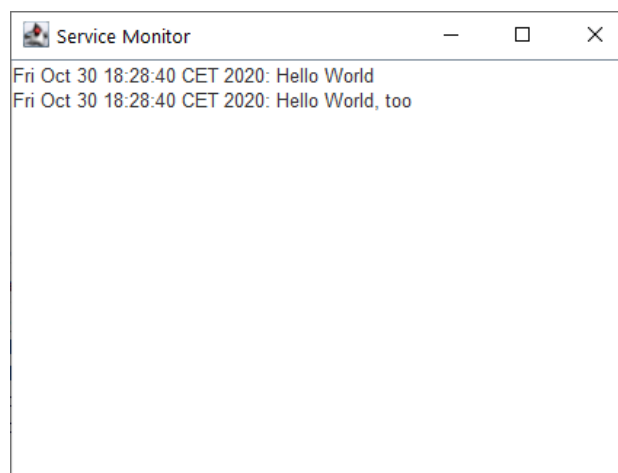 Service Monitor
Fri Oct 30 18:28:40 CET 2020: Hello World
Fri Oct 30 18:28:40 CET 2020: Hello World, too